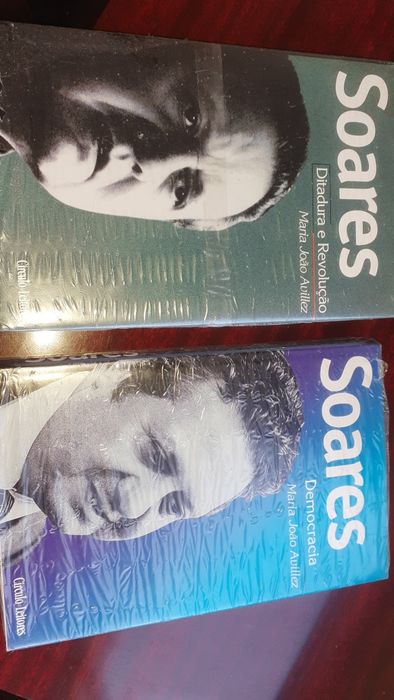 Soares
Ditadura e Revolução
Maria João Avillez
Círculo Leitores
Soares
Democracia
Maria João Avillez
Círculo Leitores